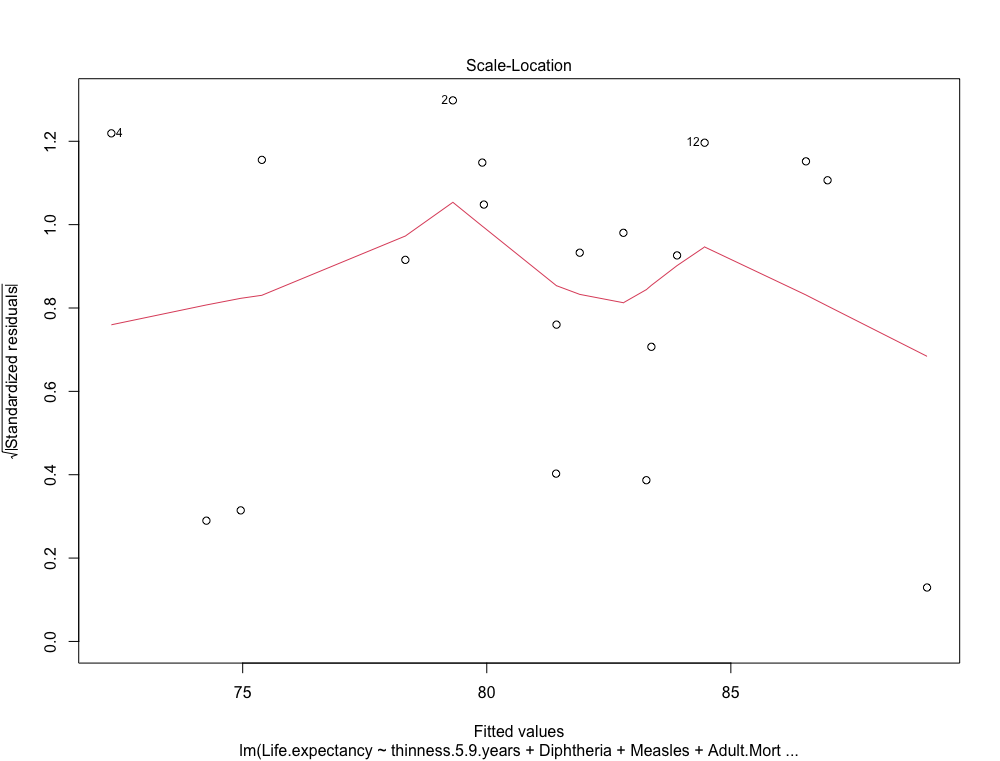 Scale-Location
√|Standardized residuals|
1.2
1.0
0.8
0.6
0.4
0.2
0.0
4
2
12
75 80 85
Fitted values
lm(Life.expectancy ~ thinness.5.9.years + Diphtheria + Measles + Adult.Mort ...